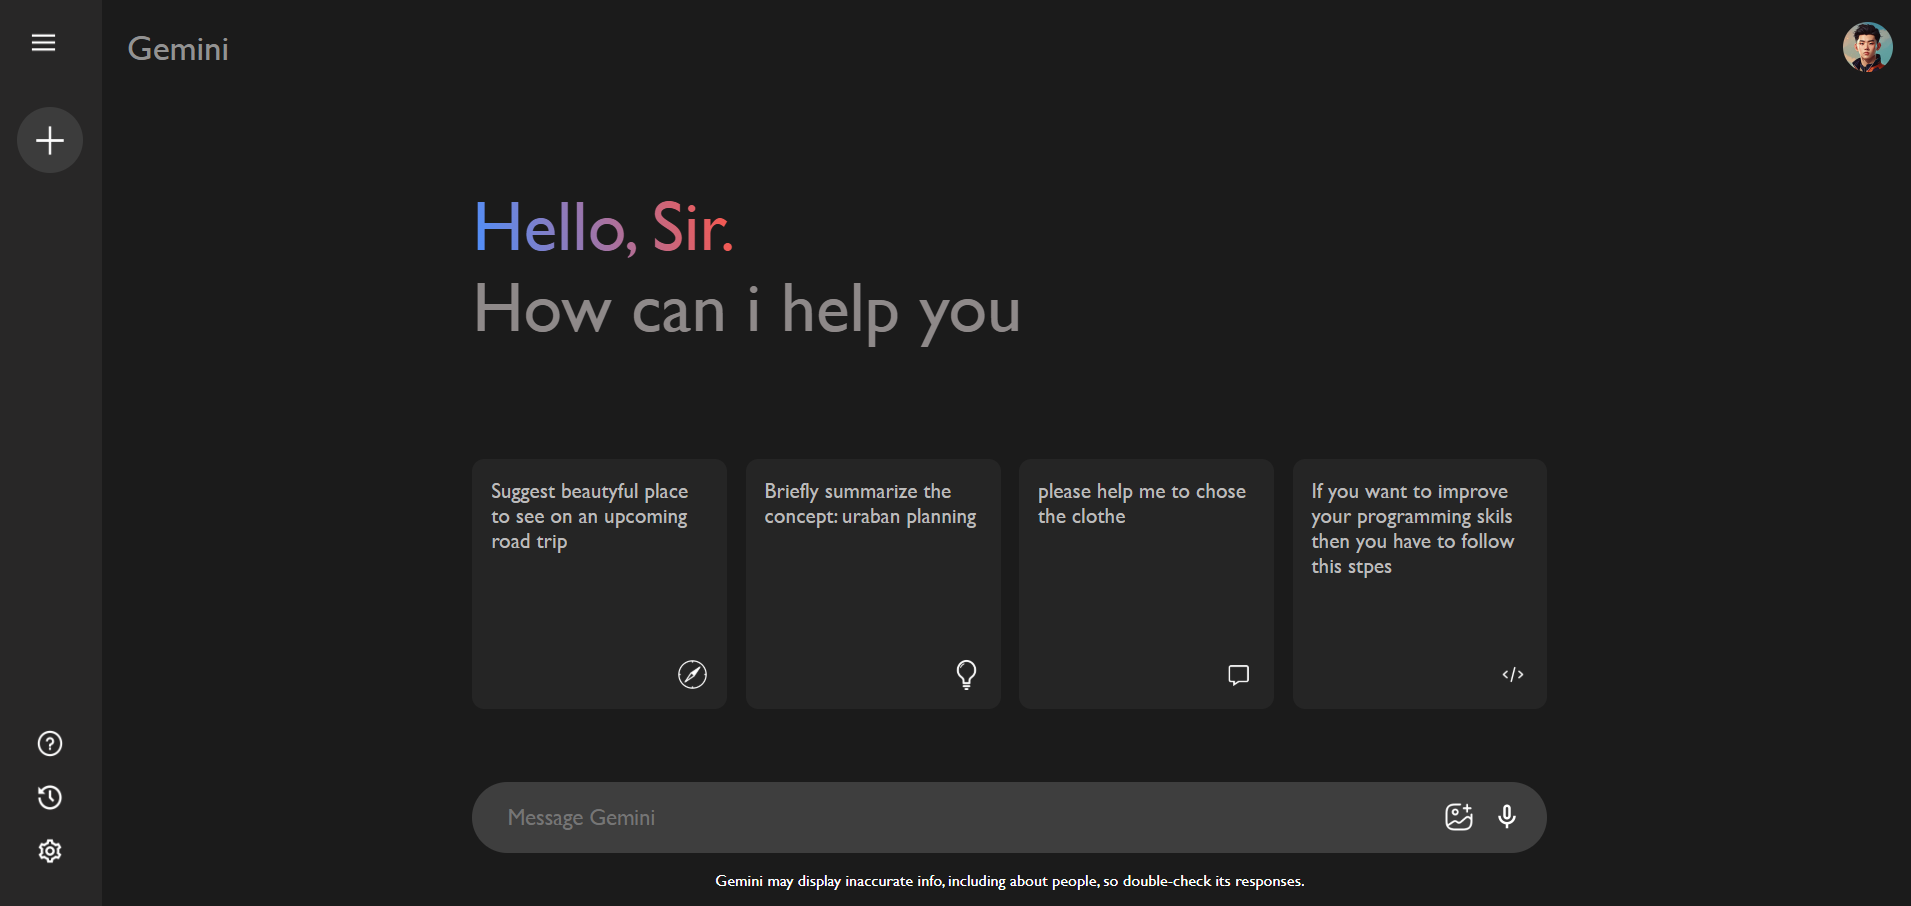 Gemini
Hello, Sir.
How can i help you
Suggest beautyful place
to see on an upcoming
road trip
Briefly summarize the
concept: uraban planning
please help me to chose
the clothe
If you want to improve
your programming skils
then you have to follow
this stpes
</>
Message Gemini
Gemini may display inaccurate info, including about people, so double-check its responses.